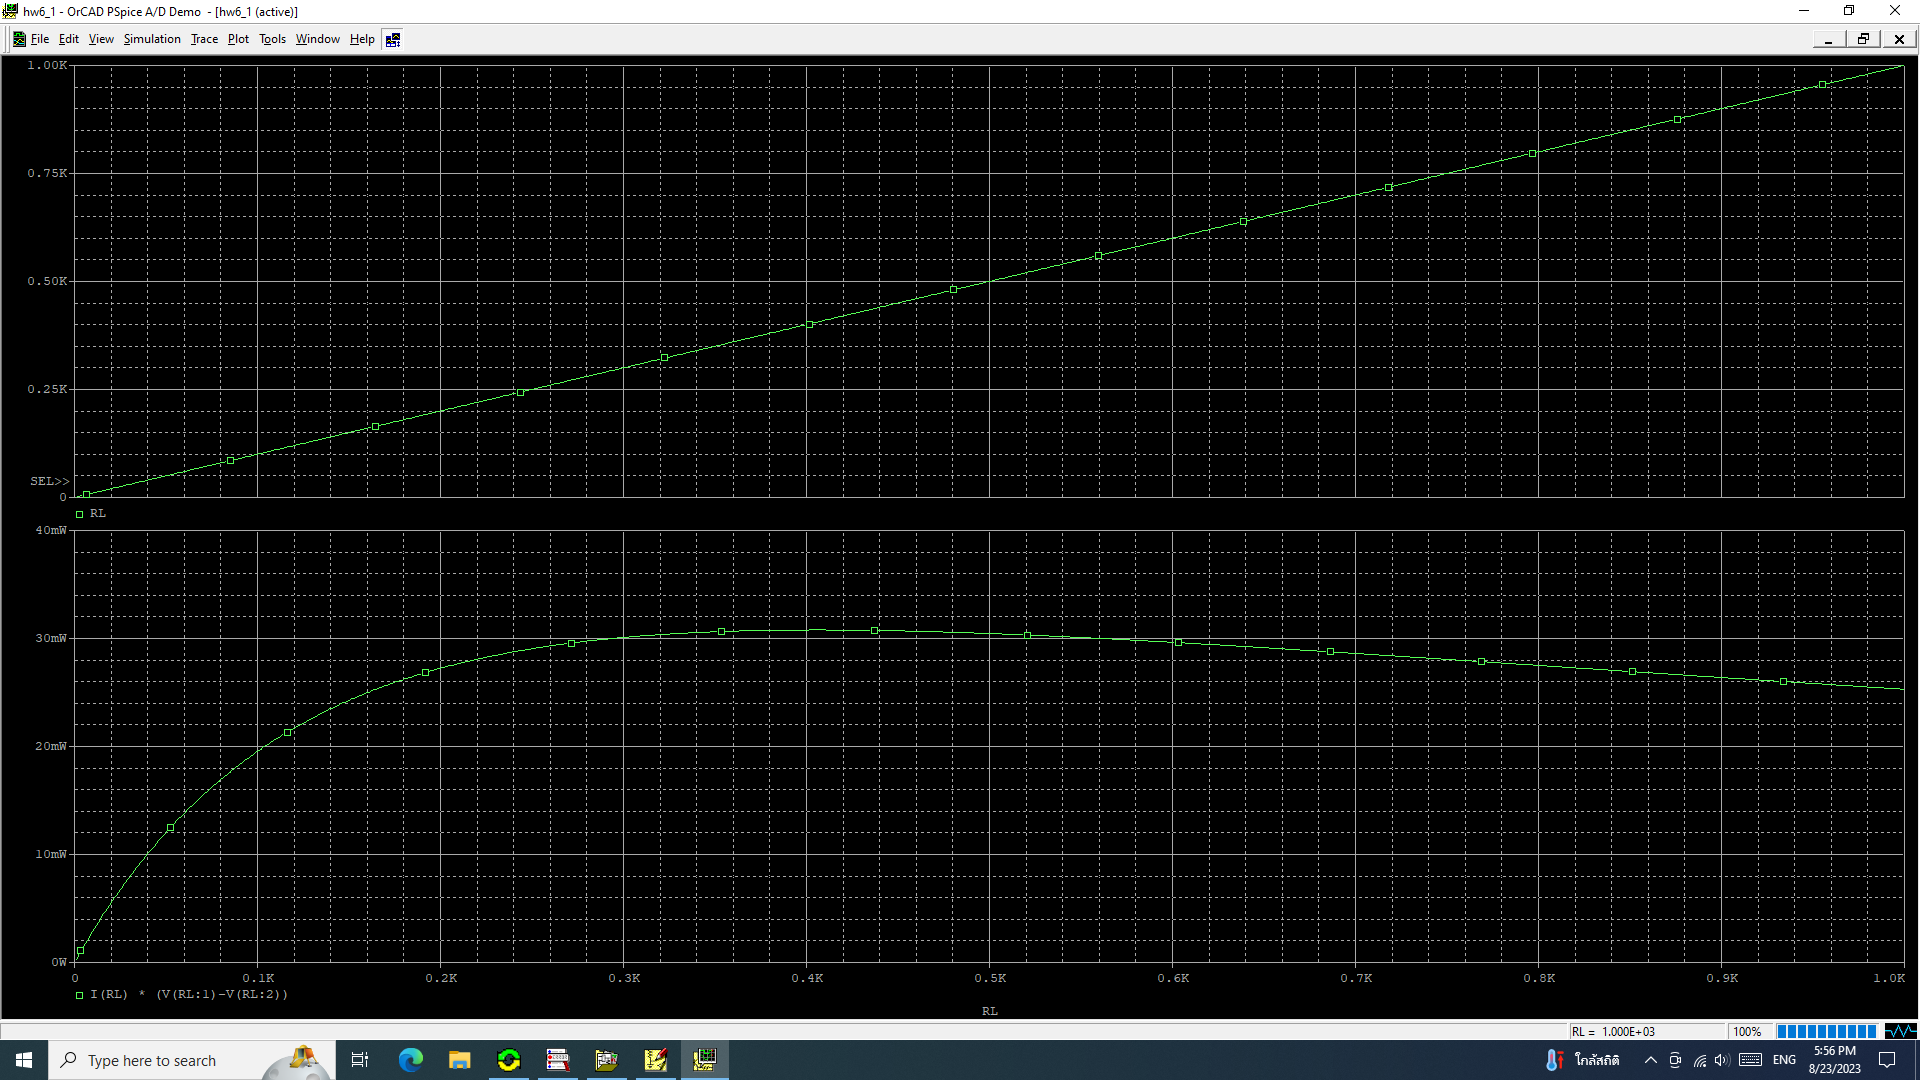 hw6_1 - OrCAD PSpice A/D Demo - [hw6_1 (active)]
File Edit View Simulation Trace Plot Tools Window Help
1.00K
0.75K
0.50K
0.25K
SEL>>
0
RL
40mW
30mW
20mW
10mW
0W
0 0.1K 0.2K 0.3K 0.4K 0.5K 0.6K 0.7K 0.8K 0.9K 1.0K
I(RL) * (V(RL:1)-V(RL:2))
RL
RL = 1.000E+03 100%
Type here to search
ใกล้สถิติ
ENG
5:56 PM
8/23/2023